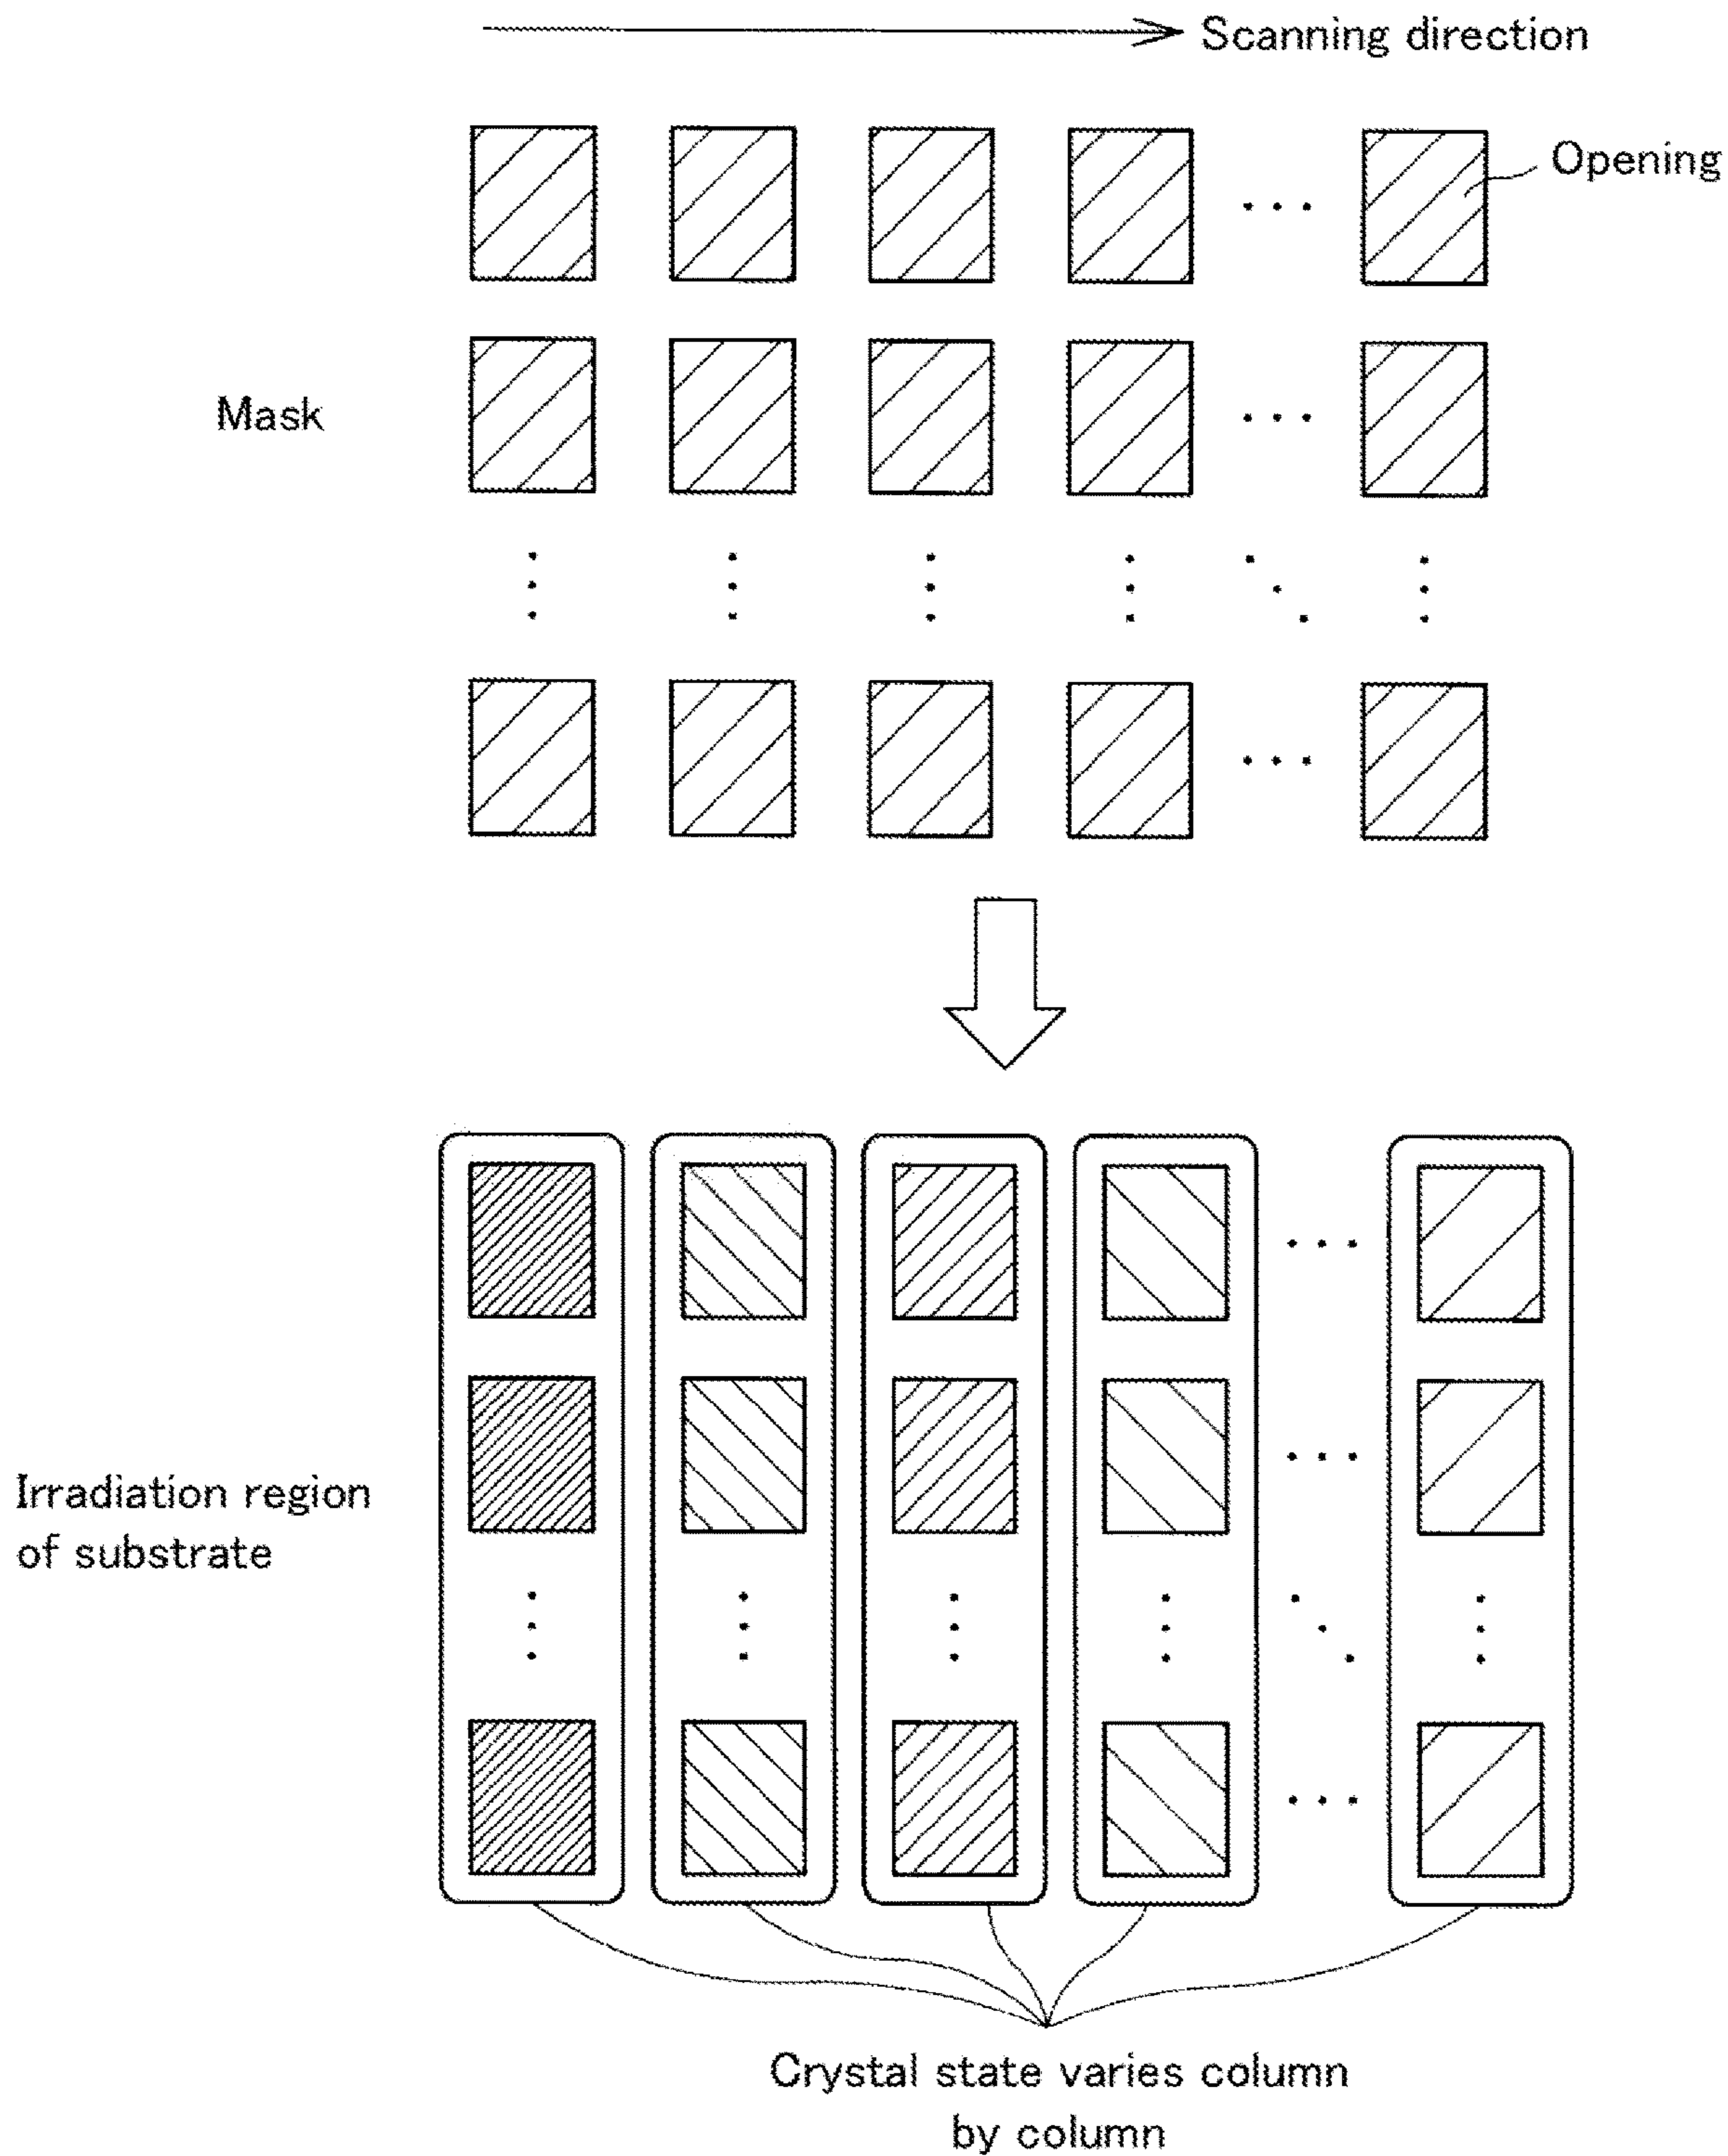 Scanning direction
Opening
Mask
Irradiation region
of substrate
Crystal state varies column
by column